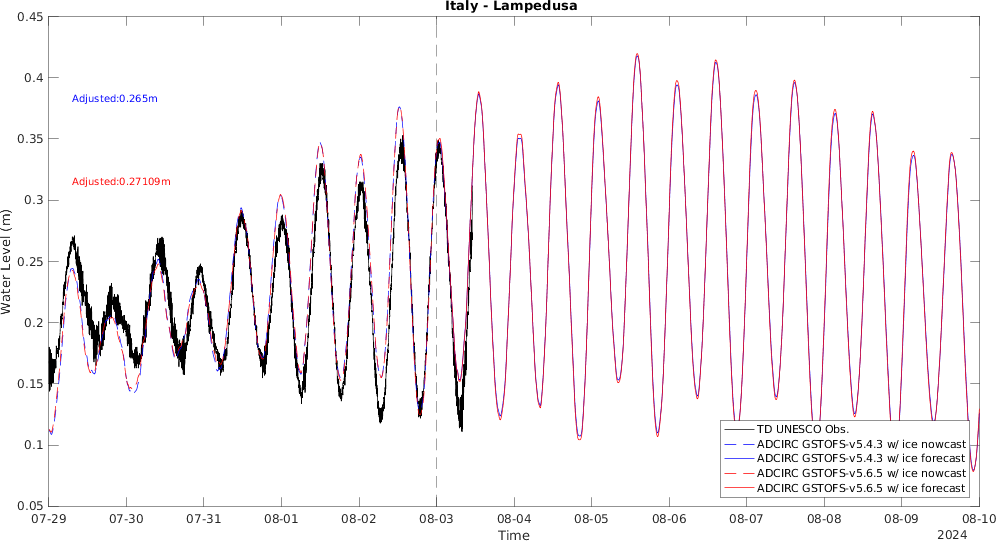 Italy - Lampedusa
0.45
0.4
0.35
0.3
0.25
0.2
0.15
0.1
0.05
Water Level (m)
Adjusted:0.265m
Adjusted:0.27109m
TD UNESCO Obs.
ADCIRC GSTOFS-v5.4.3 w/ ice nowcast
ADCIRC GSTOFS-v5.4.3 w/ ice forecast
ADCIRC GSTOFS-v5.6.5 w/ ice nowcast
ADCIRC GSTOFS-v5.6.5 w/ ice forecast
07-29 07-30 07-31 08-01 08-02 08-03 08-04 08-05 08-06 08-07 08-08 08-09 08-10
Time
2024